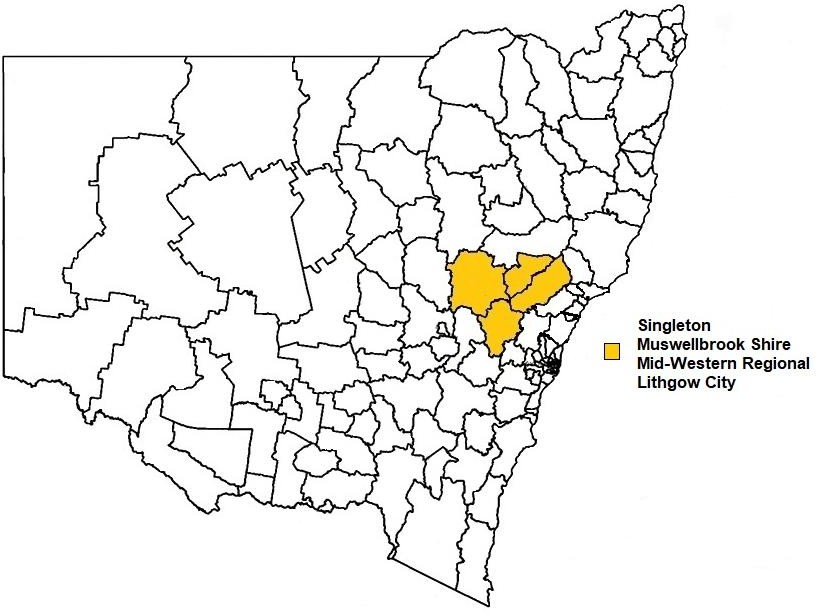 Singleton
Muswellbrook Shire
Mid-Western Regional
Lithgow City